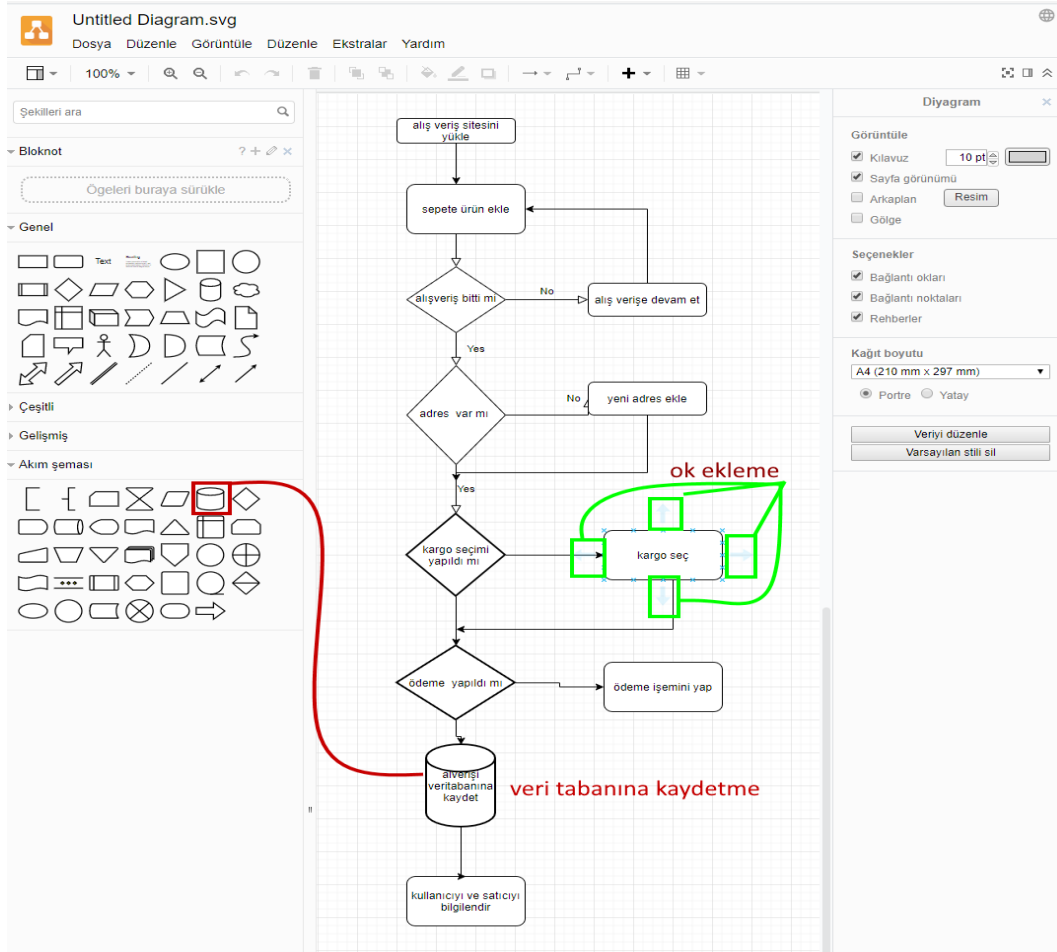 Untitled Diagram.svg
Dosya Düzenle Görüntüle Düzenle Ekstralar Yardım
100%
Şekilleri ara
Bloknot
?
Ögeleri buraya sürükle
Genel
Text
Çeşitli
Gelişmiş
Akım şeması
alış veriş sitesini
yükle
sepete ürün ekle
alışveriş bitti mi
No
alış verişe devam et
Yes
adres var mı
No
yeni adres ekle
Yes
ok ekleme
kargo seçimi
yapıldı mı
kargo seç
ödeme yapıldı mı
ödeme işemini yap
alverişi
veritabanına
kaydet
veri tabanına kaydetme
kullanıcıyı ve satıcıyı
bilgilendir
Diyagram
Görüntüle
Kılavuz 10 pt
Sayfa görünümü
Arkaplan Resim
Gölge
Seçenekler
Bağlantı okları
Bağlantı noktaları
Rehberler
Kağıt boyutu
A4 (210 mm x 297 mm)
Portre Yatay
Veriyi düzenle
Varsayılan stili sil